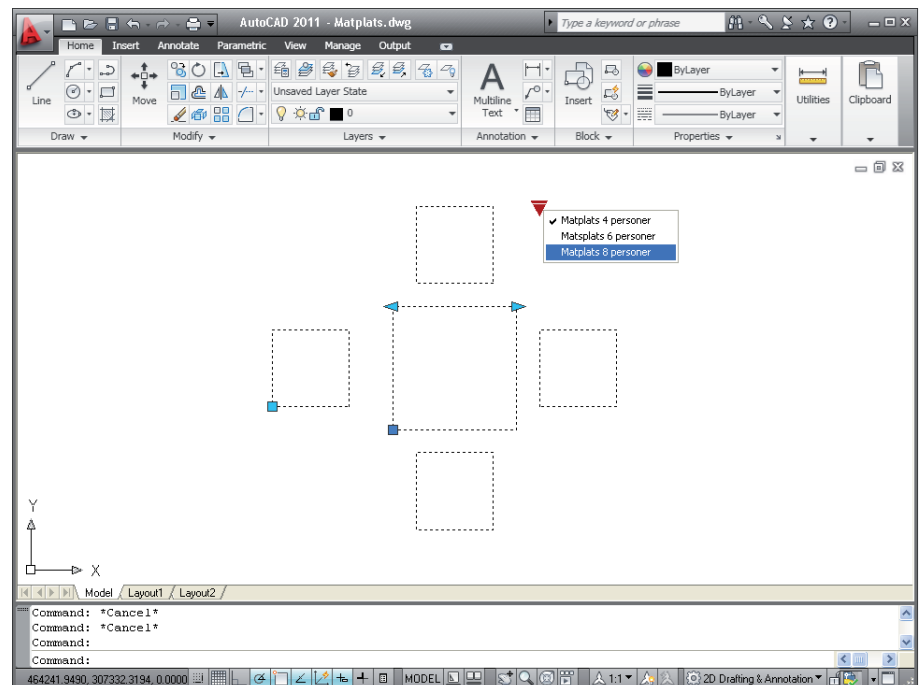 AutoCAD 2011 - Matplats.dwg
Type a keyword or phrase
Home Insert Annotate Parametric View Manage Output
Line
Move
Unsaved Layer State
0
Multiline Text
Insert
ByLayer
ByLayer
ByLayer
Utilities
Clipboard
Draw Modify Layers Annotation Block Properties
Matplats 4 personer
Matsplats 6 personer
Matplats 8 personer
Y
X
Model Layout1 Layout2
Command: *Cancel*
Command: *Cancel*
Command:
Command:
464241.9490, 307332.3194, 0.0000 MODEL 1:1 2D Drafting & Annotation